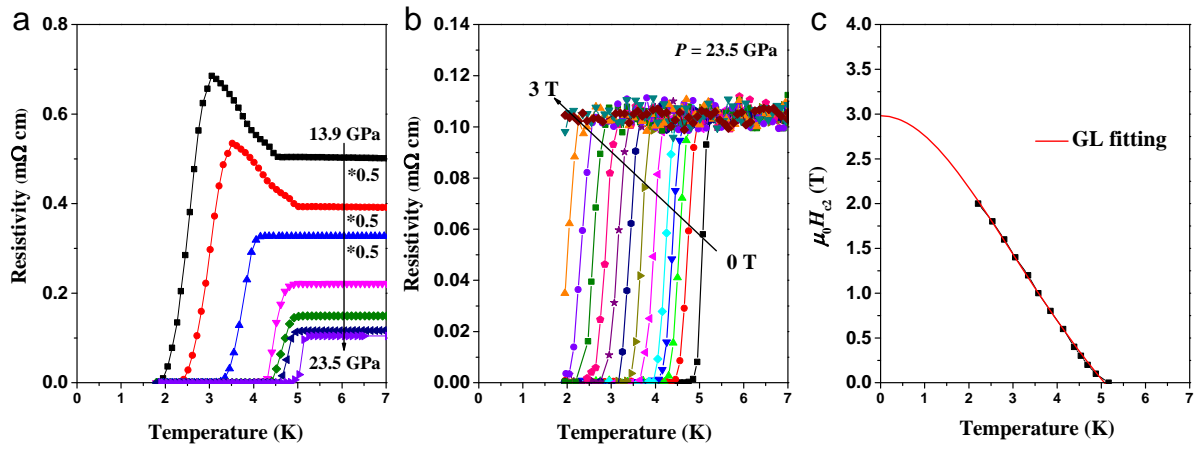 a
0.8
0.6
0.4
0.2
0.0
0 1 2 3 4 5 6 7
Resistivity (mΩ cm)
Temperature (K)
13.9 GPa
*0.5
*0.5
*0.5
23.5 GPa
b
0.14
0.12
0.10
0.08
0.06
0.04
0.02
0.00
0 1 2 3 4 5 6 7
Resistivity (mΩ cm)
Temperature (K)
P = 23.5 GPa
3 T
0 T
c
4.0
3.5
3.0
2.5
2.0
1.5
1.0
0.5
0.0
0 1 2 3 4 5 6 7
μ0Hc2 (T)
Temperature (K)
GL fitting